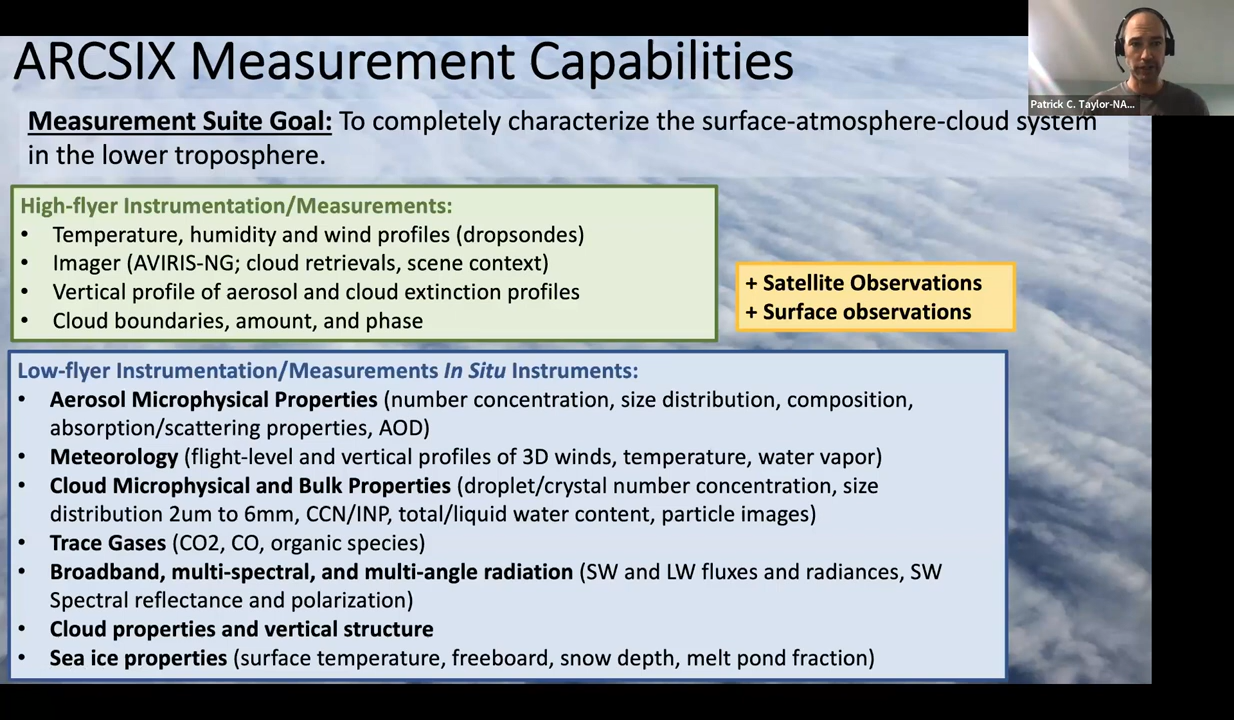 ARCSIX Measurement Capabilities
Patrick C. Taylor-NA...
Measurement Suite Goal: To completely characterize the surface-atmosphere-cloud system
in the lower troposphere.
High-flyer Instrumentation/Measurements:
• Temperature, humidity and wind profiles (dropsondes)
• Imager (AVIRIS-NG; cloud retrievals, scene context)
• Vertical profile of aerosol and cloud extinction profiles
• Cloud boundaries, amount, and phase
+ Satellite Observations
+ Surface observations
Low-flyer Instrumentation/Measurements In Situ Instruments:
• Aerosol Microphysical Properties (number concentration, size distribution, composition,
absorption/scattering properties, AOD)
• Meteorology (flight-level and vertical profiles of 3D winds, temperature, water vapor)
• Cloud Microphysical and Bulk Properties (droplet/crystal number concentration, size
distribution 2um to 6mm, CCN/INP, total/liquid water content, particle images)
• Trace Gases (CO2, CO, organic species)
• Broadband, multi-spectral, and multi-angle radiation (SW and LW fluxes and radiances, SW
Spectral reflectance and polarization)
• Cloud properties and vertical structure
• Sea ice properties (surface temperature, freeboard, snow depth, melt pond fraction)